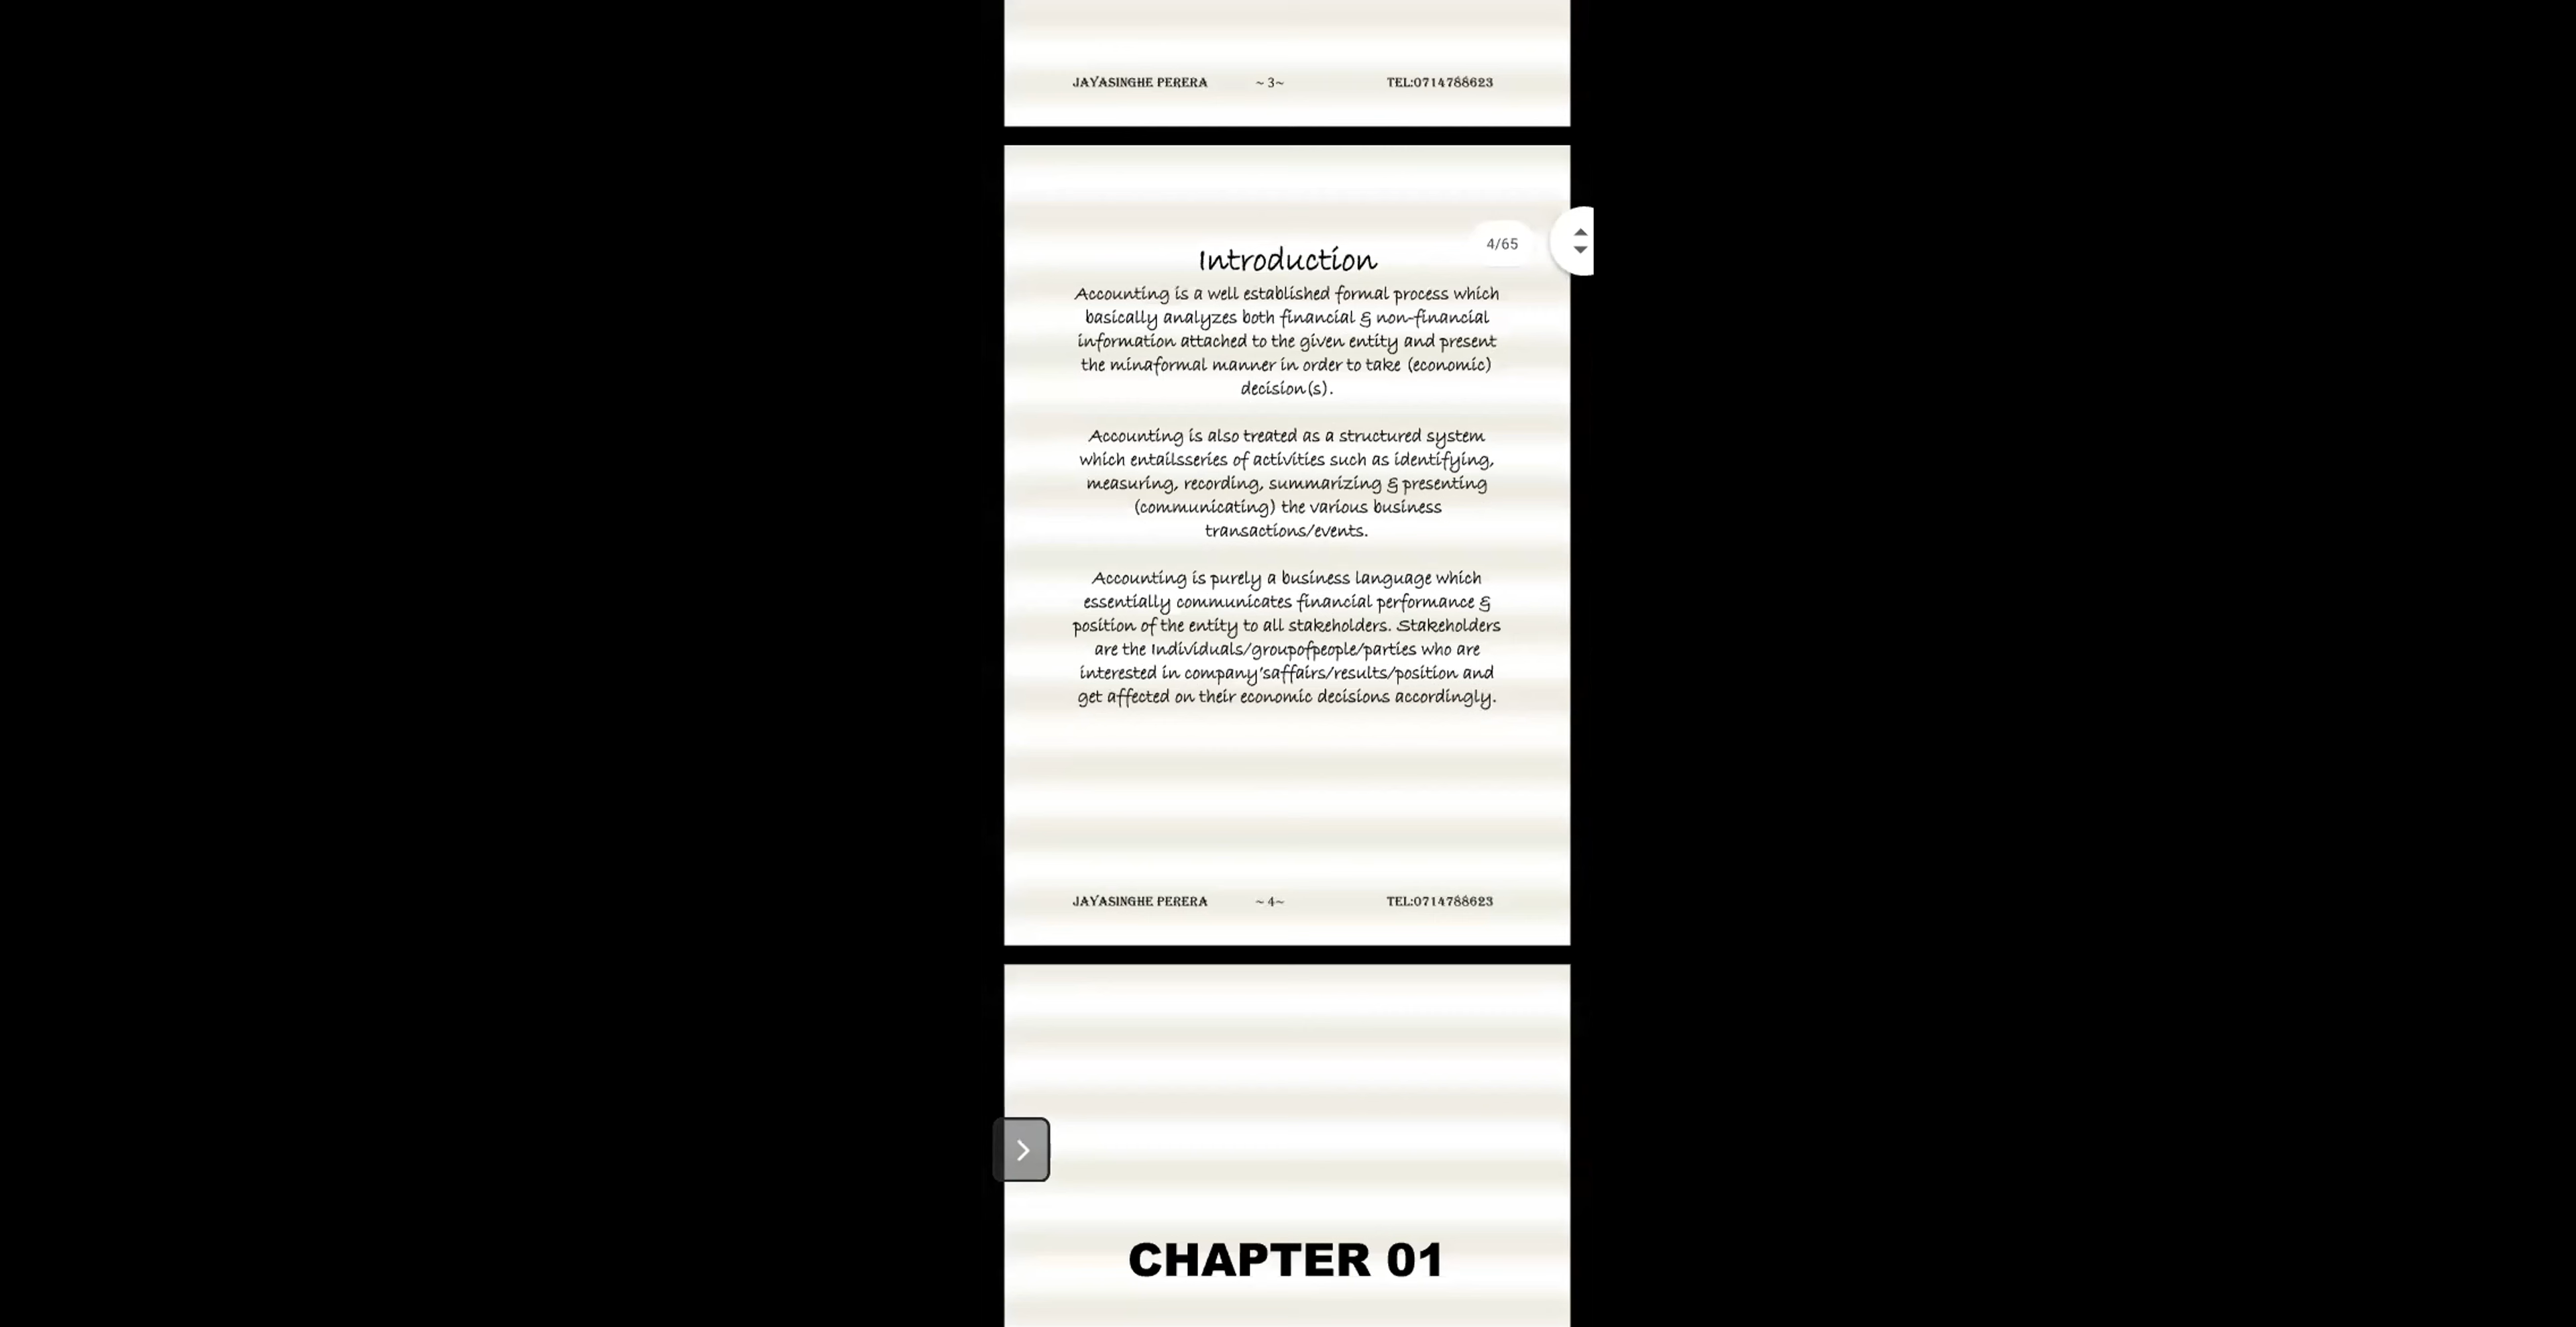 JAYASINGHE PERERA ~ 3~ TEL:0714788623
4/65
Introduction
Accounting is a well established formal process which
basically analyzes both financial & non-financial
information attached to the given entity and present
the minaformal manner in order to take (economic)
decision(s).
Accounting is also treated as a structured system
which entailsseries of activities such as identifying,
measuring, recording, summarizing & presenting
(communicating) the various business
transactions/events.
Accounting is purely a business language which
essentially communicates financial performance &
position of the entity to all stakeholders. Stakeholders
are the Individuals/groupofpeople/parties who are
interested in company'saffairs/results/position and
get affected on their economic decisions accordingly.
JAYASINGHE PERERA ~ 4~ TEL:0714788623
CHAPTER 01